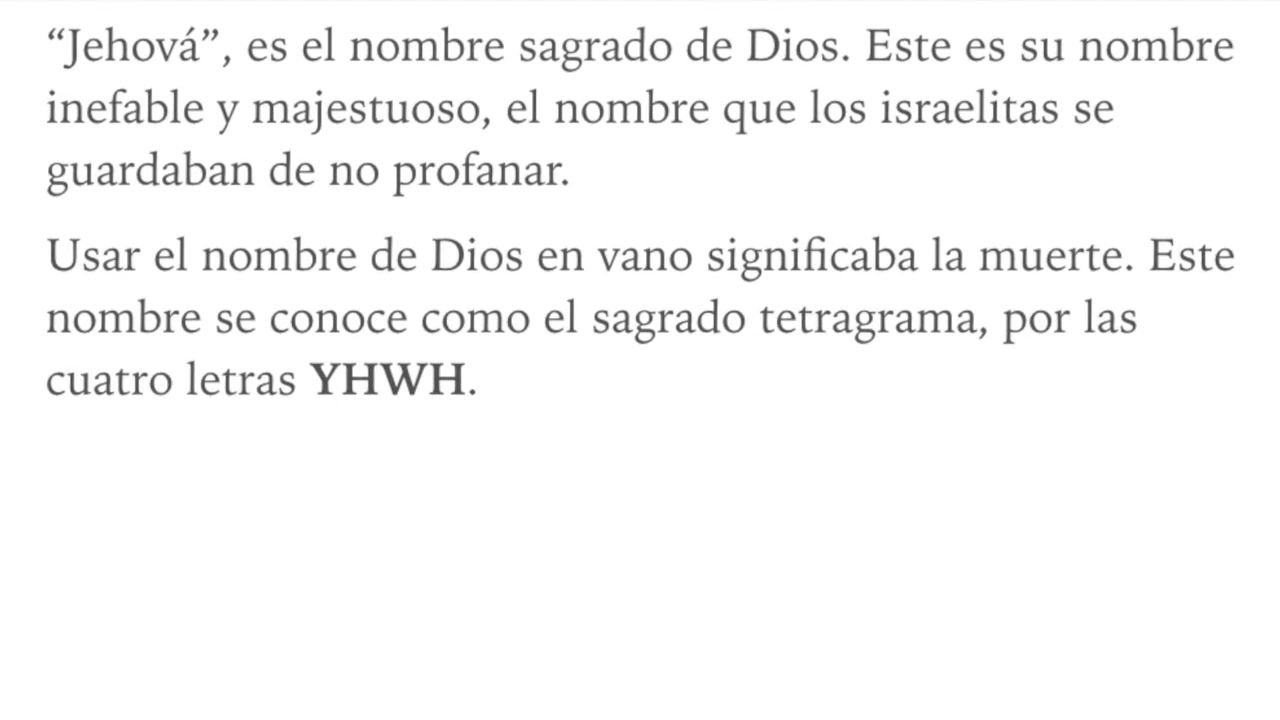 “Jehová”, es el nombre sagrado de Dios. Este es su nombre
inefable y majestuoso, el nombre que los israelitas se
guardaban de no profanar.
Usar el nombre de Dios en vano significaba la muerte. Este
nombre se conoce como el sagrado tetragrama, por las
cuatro letras YHWH.